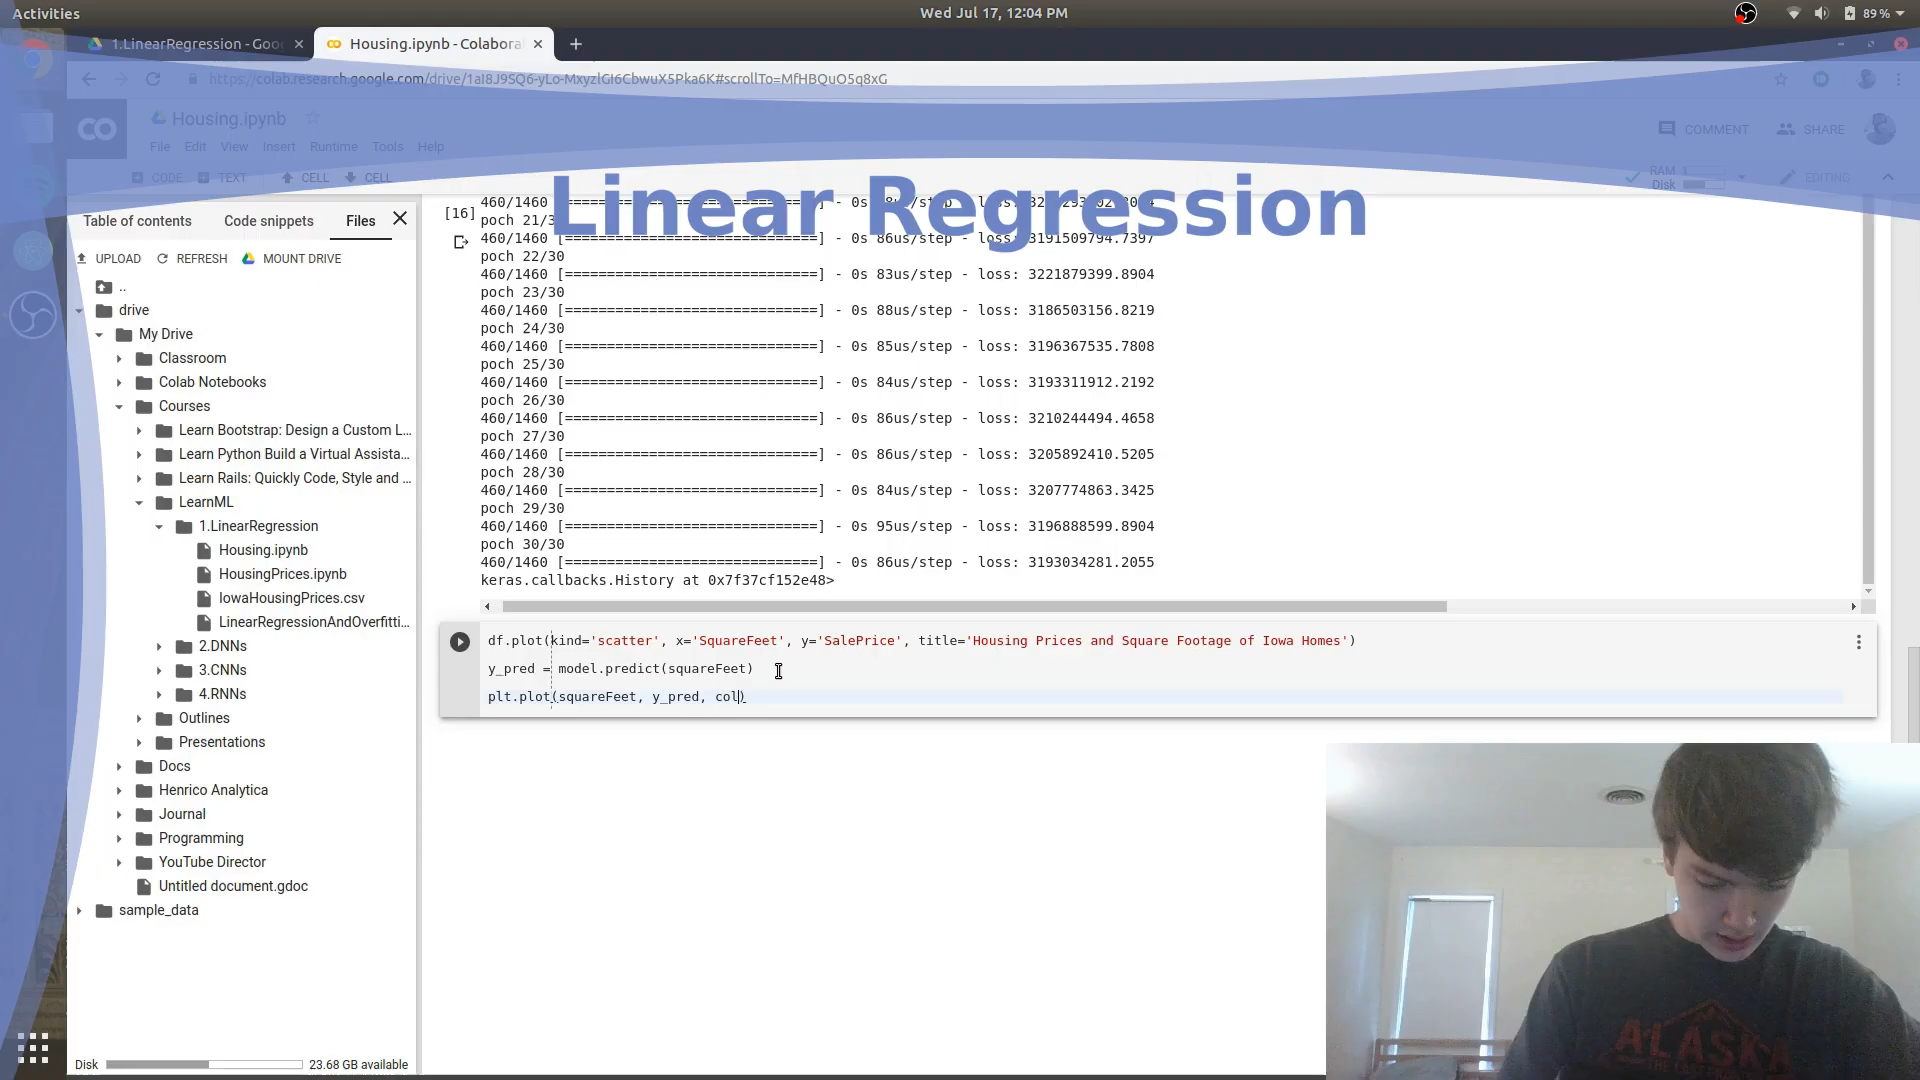 Activities
Wed Jul 17, 12:04 PM
89 %
1.LinearRegression - Goo
Housing.ipynb - Colabora
https://colab.research.google.com/drive/1aI8J9SQ6-yLo-MxyzlGI6CbwuX5Pka6K#scrollTo=MfHBQuO5q8xG
CO
Housing.ipynb
COMMENT
SHARE
File Edit View Insert Runtime Tools Help
CODE TEXT CELL CELL
RAM
Disk
EDITING
Linear Regression
Table of contents
Code snippets
Files
UPLOAD REFRESH MOUNT DRIVE
..
drive
My Drive
Classroom
Colab Notebooks
Courses
Learn Bootstrap: Design a Custom L...
Learn Python Build a Virtual Assista...
Learn Rails: Quickly Code, Style and ...
LearnML
1.LinearRegression
Housing.ipynb
HousingPrices.ipynb
IowaHousingPrices.csv
LinearRegressionAndOverfitti...
2.DNNs
3.CNNs
4.RNNs
Outlines
Presentations
Docs
Henrico Analytica
Journal
Programming
YouTube Director
Untitled document.gdoc
sample_data
Disk
23.68 GB available
[16]
460/1460 [==============================] - 0s
poch 21/3
460/1460 [==============================] - 0s 86us/step - loss: 3191509794.7397
poch 22/30
460/1460 [==============================] - 0s 83us/step - loss: 3221879399.8904
poch 23/30
460/1460 [==============================] - 0s 88us/step - loss: 3186503156.8219
poch 24/30
460/1460 [==============================] - 0s 85us/step - loss: 3196367535.7808
poch 25/30
460/1460 [==============================] - 0s 84us/step - loss: 3193311912.2192
poch 26/30
460/1460 [==============================] - 0s 86us/step - loss: 3210244494.4658
poch 27/30
460/1460 [==============================] - 0s 86us/step - loss: 3205892410.5205
poch 28/30
460/1460 [==============================] - 0s 84us/step - loss: 3207774863.3425
poch 29/30
460/1460 [==============================] - 0s 95us/step - loss: 3196888599.8904
poch 30/30
460/1460 [==============================] - 0s 86us/step - loss: 3193034281.2055
keras.callbacks.History at 0x7f37cf152e48>
df.plot(kind='scatter', x='SquareFeet', y='SalePrice', title='Housing Prices and Square Footage of Iowa Homes')
y_pred = model.predict(squareFeet)
plt.plot(squareFeet, y_pred, col)
ALASKA